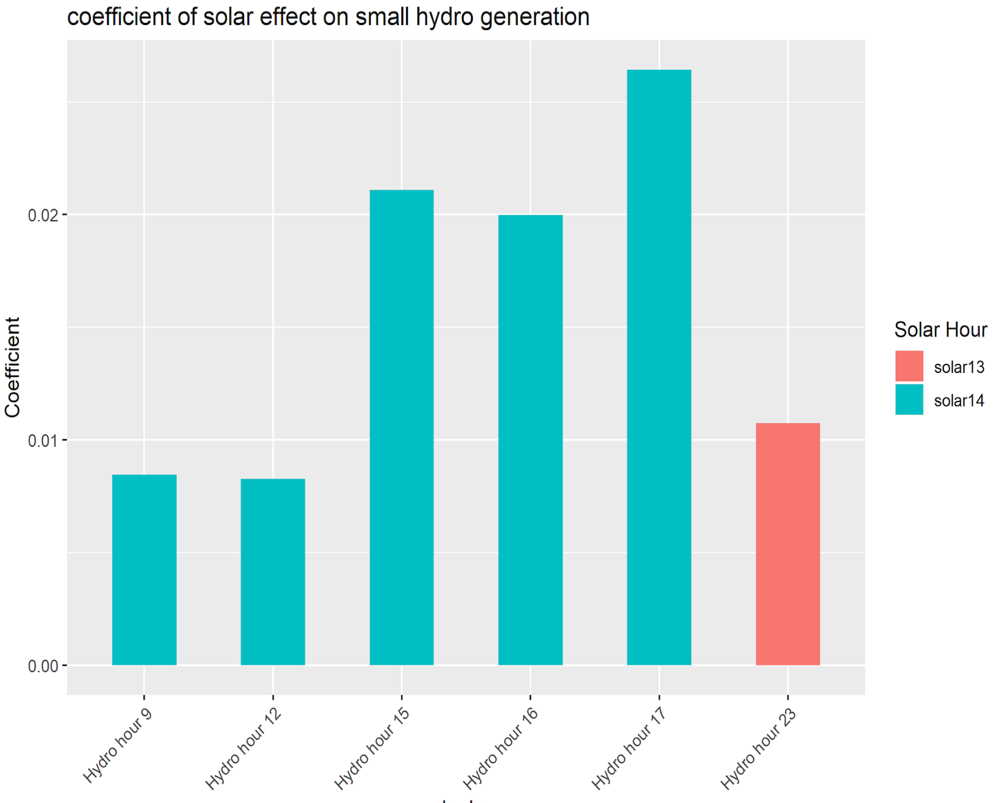 coefficient of solar effect on small hydro generation
Coefficient
0.02
0.01
0.00
Hydro hour 9
Hydro hour 12
Hydro hour 15
Hydro hour 16
Hydro hour 17
Hydro hour 23
Solar Hour
solar13
solar14